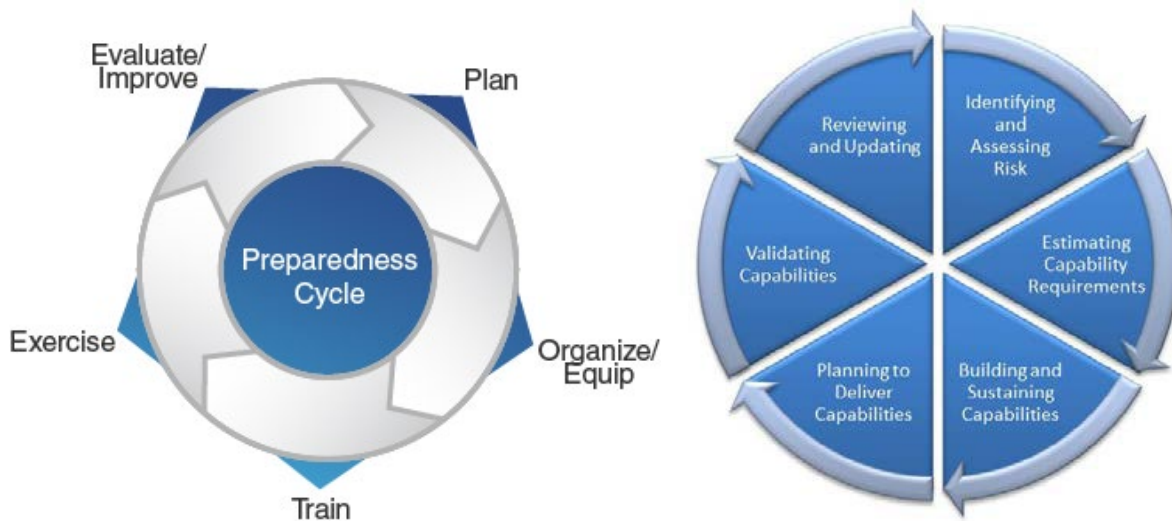 Evaluate/
Improve
Plan
Preparedness
Cycle
Exercise
Organize/
Equip
Train
Reviewing
and Updating
Identifying
and
Assessing
Risk
Validating
Capabilities
Estimating
Capability
Requirements
Planning to
Deliver
Capabilities
Building and
Sustaining
Capabilities